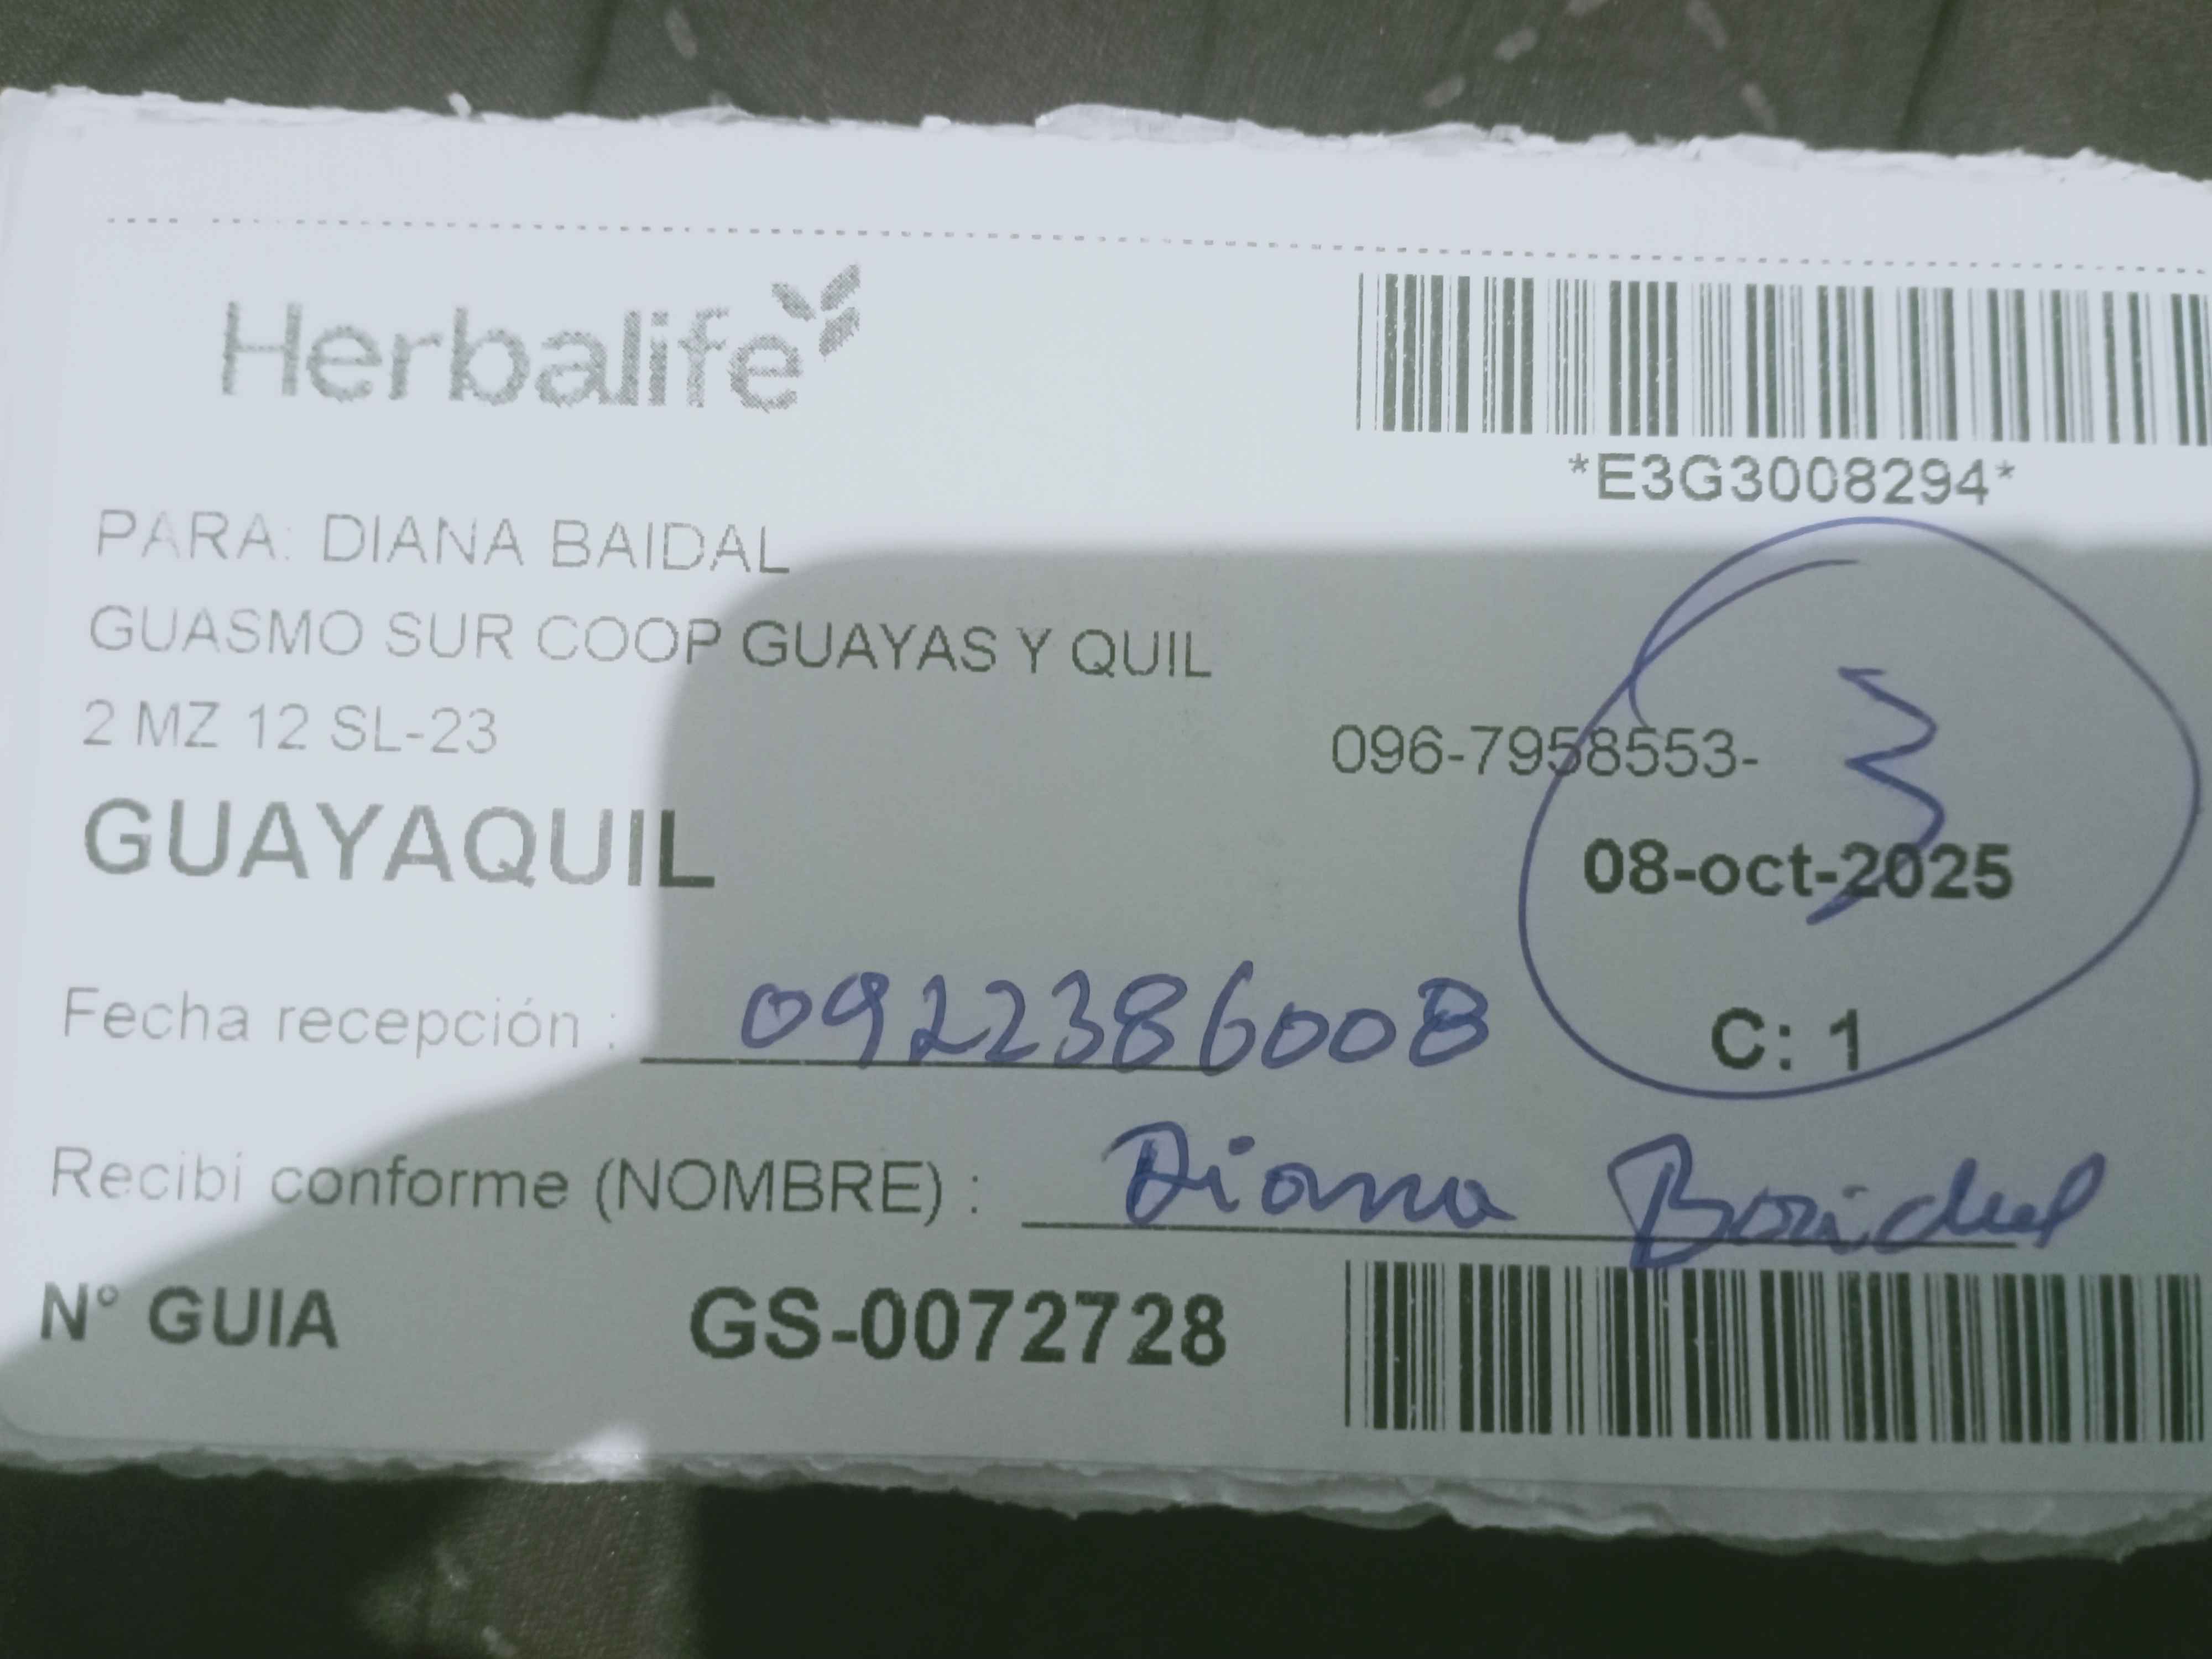 Herbalife
*E3G3008294*
PARA: DIANA BAIDAL
GUASMO SUR COOP GUAYAS Y QUIL
2 MZ 12 SL-23
096-7958553-
3
GUAYAQUIL
08-oct-2025
C: 1
Fecha recepción : 0922386008
Recibí conforme (NOMBRE) : Diana Baidal
N° GUIA GS-0072728